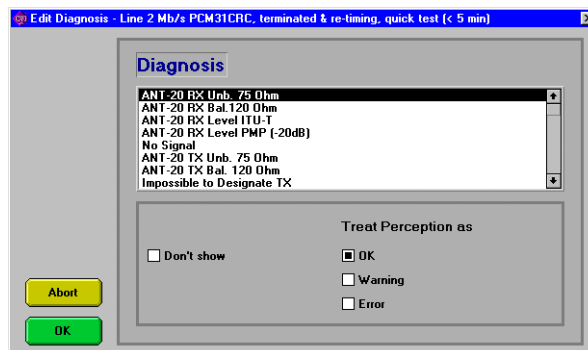 Edit Diagnosis - Line 2 Mb/s PCM31CRC, terminated & re-timing, quick test (< 5 min)
Diagnosis
ANT-20 RX Unb. 75 Ohm
ANT-20 RX Bal.120 Ohm
ANT-20 RX Level ITU-T
ANT-20 RX Level PMP (-20dB)
No Signal
ANT-20 TX Unb. 75 Ohm
ANT-20 TX Bal. 120 Ohm
Impossible to Designate TX
Treat Perception as
Don't show
OK
Warning
Error
Abort
OK